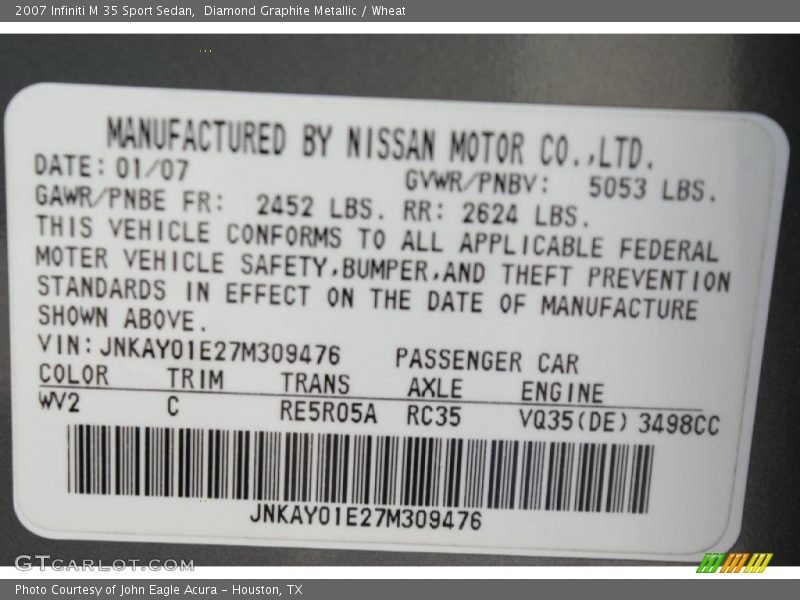 2007 Infiniti M 35 Sport Sedan, Diamond Graphite Metallic / Wheat
MANUFACTURED BY NISSAN MOTOR CO.,LTD.
DATE: 01/07 GVWR/PNBV: 5053 LBS.
GAWR/PNBE FR: 2452 LBS. RR: 2624 LBS.
THIS VEHICLE CONFORMS TO ALL APPLICABLE FEDERAL
MOTER VEHICLE SAFETY,BUMPER,AND THEFT PREVENTION
STANDARDS IN EFFECT ON THE DATE OF MANUFACTURE
SHOWN ABOVE.
VIN: JNKAY01E27M309476 PASSENGER CAR
COLOR TRIM TRANS AXLE ENGINE
WV2 C RE5R05A RC35 VQ35(DE) 3498CC
JNKAY01E27M309476
GTcarlot.com
Photo Courtesy of John Eagle Acura - Houston, TX